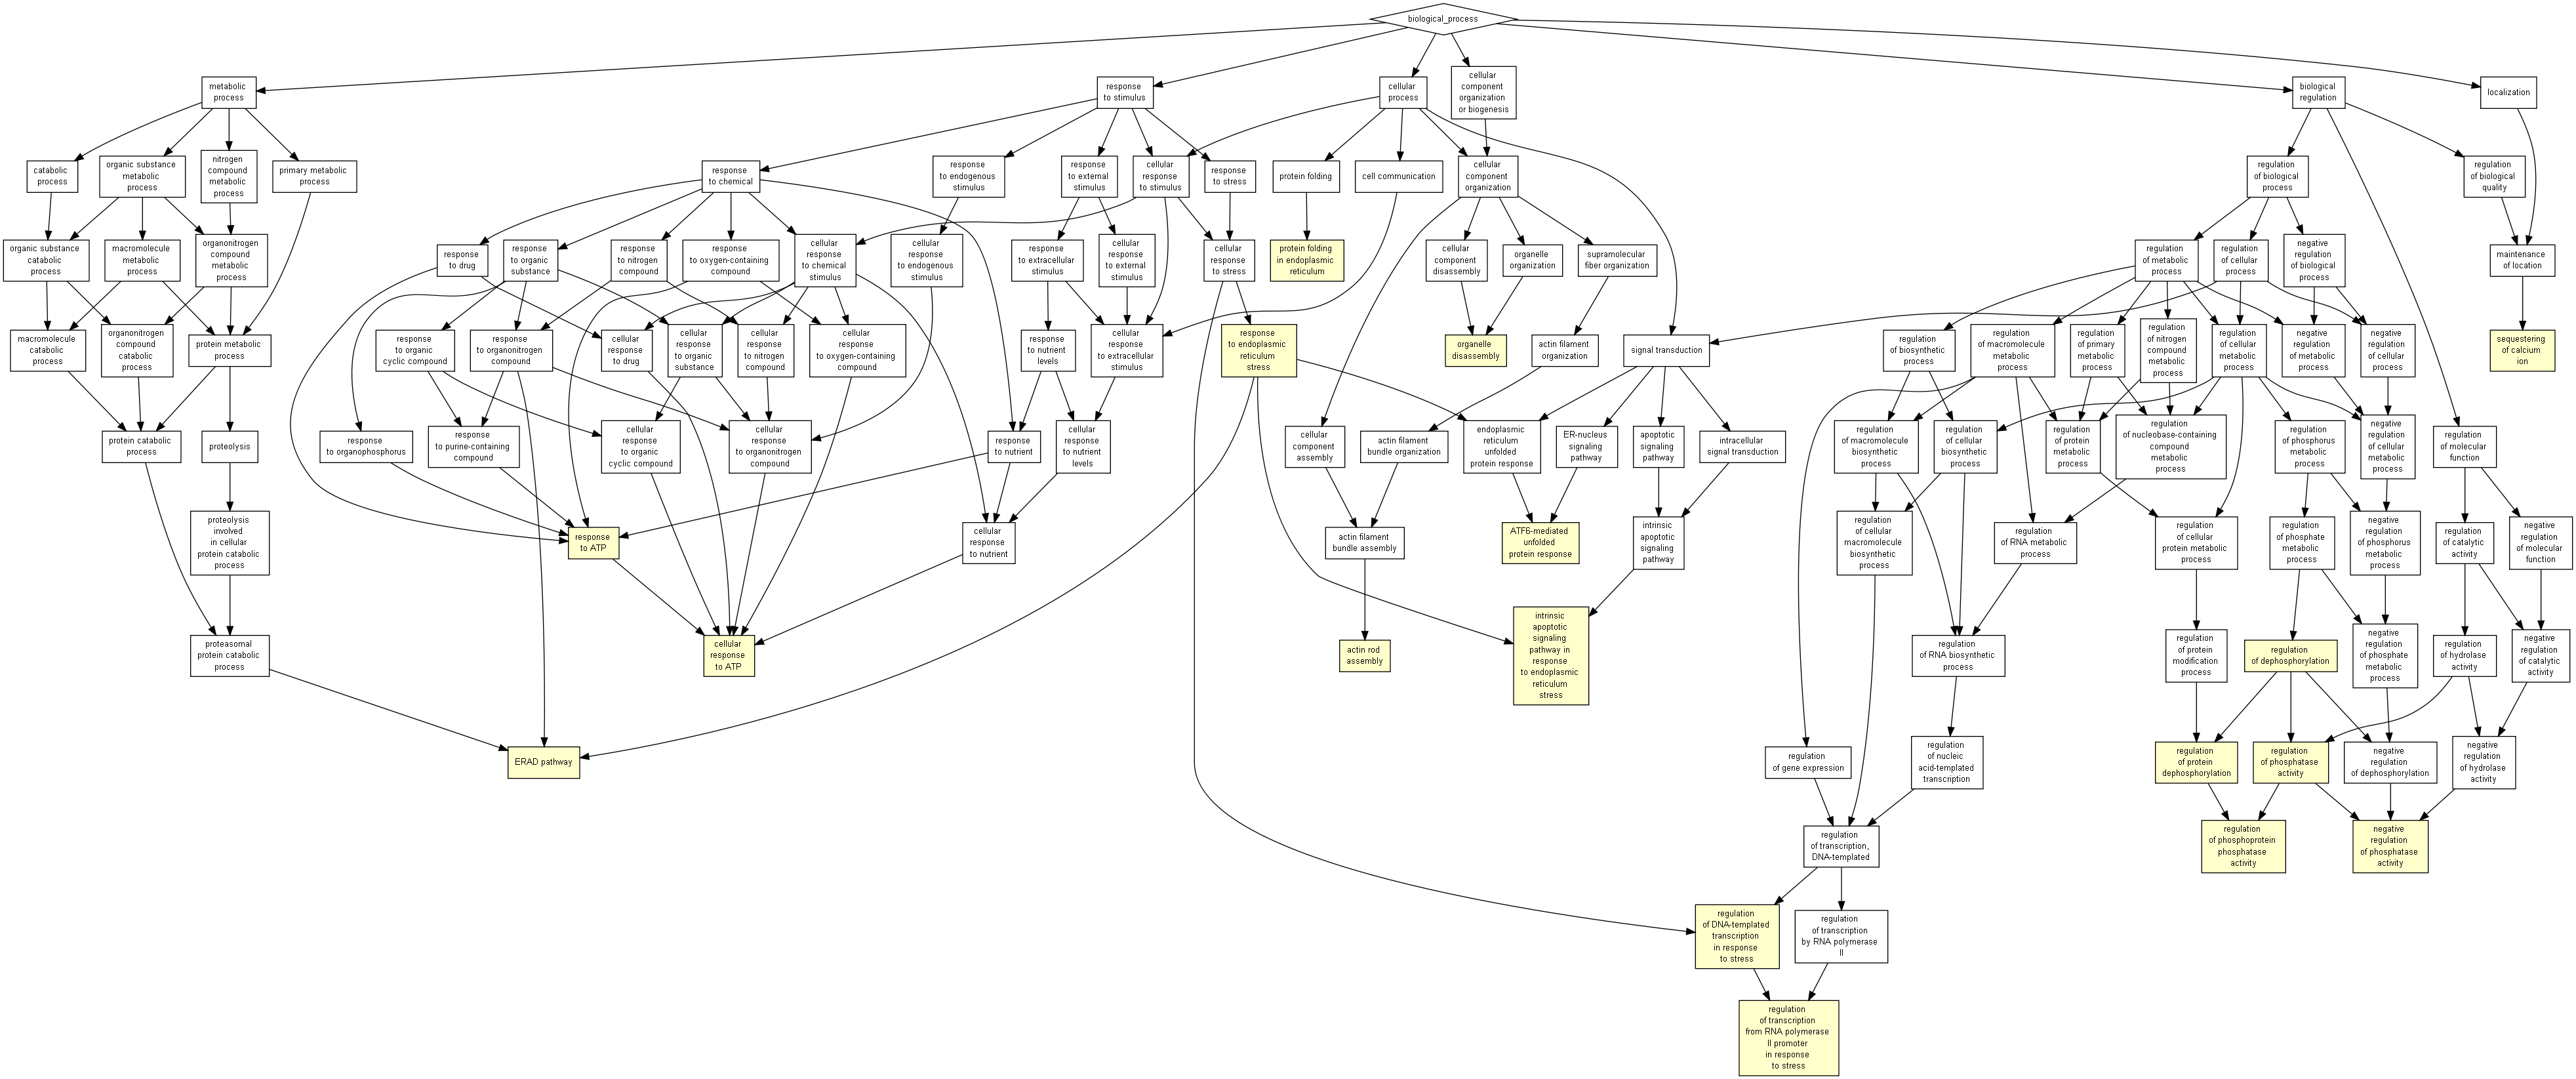 biological_process
metabolic
process
response
to stimulus
cellular
process
cellular
component
organization
or biogenesis
biological
regulation
localization
catabolic
process
organic substance
metabolic
process
nitrogen
compound
metabolic
process
primary metabolic
process
response
to chemical
response
to endogenous
stimulus
response
to external
stimulus
cellular
response
to stimulus
response
to stress
protein folding
cell communication
cellular
component
organization
regulation
of biological
process
regulation
of biological
quality
organic substance
catabolic
process
macromolecule
metabolic
process
organonitrogen
compound
metabolic
process
response
to drug
response
to organic
substance
response
to nitrogen
compound
response
to oxygen-containing
compound
cellular
response
to chemical
stimulus
cellular
response
to endogenous
stimulus
response
to extracellular
stimulus
cellular
response
to external
stimulus
cellular
response
to stress
protein folding
in endoplasmic
reticulum
cellular
component
disassembly
organelle
organization
supramolecular
fiber organization
regulation
of metabolic
process
regulation
of cellular
process
negative
regulation
of biological
process
maintenance
of location
macromolecule
catabolic
process
organonitrogen
compound
catabolic
process
protein metabolic
process
response
to organic
cyclic compound
response
to organonitrogen
compound
cellular
response
to drug
cellular
response
to organic
substance
cellular
response
to nitrogen
compound
cellular
response
to oxygen-containing
compound
response
to nutrient
levels
cellular
response
to extracellular
stimulus
response
to endoplasmic
reticulum
stress
organelle
disassembly
actin filament
organization
signal transduction
regulation
of biosynthetic
process
regulation
of macromolecule
metabolic
process
regulation
of primary
metabolic
process
regulation
of nitrogen
compound
metabolic
process
regulation
of cellular
metabolic
process
negative
regulation
of metabolic
process
negative
regulation
of cellular
process
sequestering
of calcium
ion
protein catabolic
process
proteolysis
response
to organophosphorus
response
to purine-containing
compound
cellular
response
to organic
cyclic compound
cellular
response
to organonitrogen
compound
response
to nutrient
cellular
response
to nutrient
levels
cellular
component
assembly
actin filament
bundle organization
endoplasmic
reticulum
unfolded
protein response
ER-nucleus
signaling
pathway
apoptotic
signaling
pathway
intracellular
signal transduction
regulation
of macromolecule
biosynthetic
process
regulation
of cellular
biosynthetic
process
regulation
of protein
metabolic
process
regulation
of nucleobase-containing
compound
metabolic
process
regulation
of phosphorus
metabolic
process
negative
regulation
of cellular
metabolic
process
regulation
of molecular
function
proteolysis
involved
in cellular
protein catabolic
process
response
to ATP
cellular
response
to nutrient
actin filament
bundle assembly
ATF6-mediated
unfolded
protein response
intrinsic
apoptotic
signaling
pathway
regulation
of cellular
macromolecule
biosynthetic
process
regulation
of RNA metabolic
process
regulation
of cellular
protein metabolic
process
regulation
of phosphate
metabolic
process
negative
regulation
of phosphorus
metabolic
process
regulation
of catalytic
activity
negative
regulation
of molecular
function
proteasomal
protein catabolic
process
cellular
response
to ATP
actin rod
assembly
intrinsic
apoptotic
signaling
pathway in
response
to endoplasmic
reticulum
stress
regulation
of RNA biosynthetic
process
regulation
of protein
modification
process
regulation
of dephosphorylation
negative
regulation
of phosphate
metabolic
process
regulation
of hydrolase
activity
negative
regulation
of catalytic
activity
ERAD pathway
regulation
of gene expression
regulation
of nucleic
acid-templated
transcription
regulation
of protein
dephosphorylation
regulation
of phosphatase
activity
negative
regulation
of dephosphorylation
negative
regulation
of hydrolase
activity
regulation
of transcription,
DNA-templated
regulation
of phosphoprotein
phosphatase
activity
negative
regulation
of phosphatase
activity
regulation
of DNA-templated
transcription
in response
to stress
regulation
of transcription
by RNA polymerase
II
regulation
of transcription
from RNA polymerase
II promoter
in response
to stress